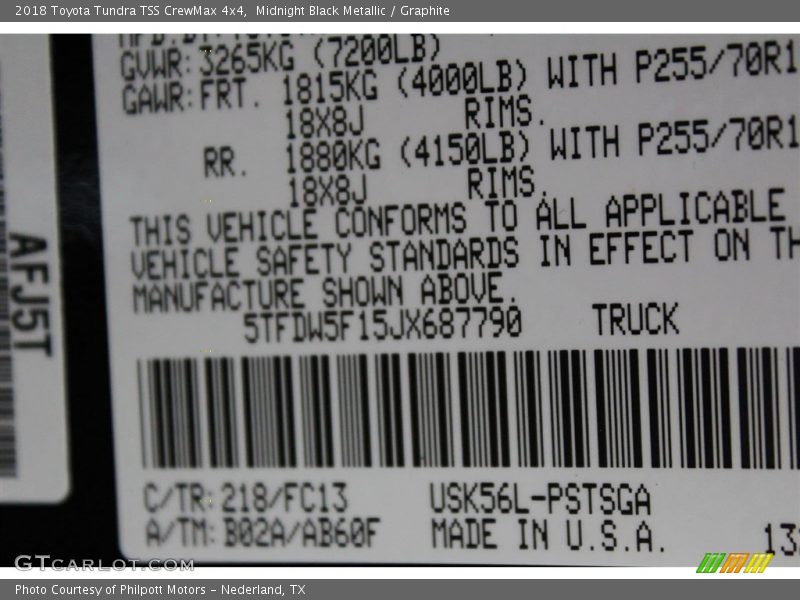 2018 Toyota Tundra TSS CrewMax 4x4,  Midnight Black Metallic / Graphite
GVWR: 3265KG (7200LB)
GAWR: FRT. 1815KG (4000LB) WITH P255/70R1
18X8J RIMS.
RR. 1880KG (4150LB) WITH P255/70R1
18X8J RIMS.
THIS VEHICLE CONFORMS TO ALL APPLICABLE
VEHICLE SAFETY STANDARDS IN EFFECT ON TH
MANUFACTURE SHOWN ABOVE.
5TFDW5F15JX687790 TRUCK
C/TR: 218/FC13 USK56L-PSTSGA
A/TM: B02A/AB60F MADE IN U.S.A. 13
AFJ5T
GTCARLOT.COM
Photo Courtesy of Philpott Motors – Nederland, TX